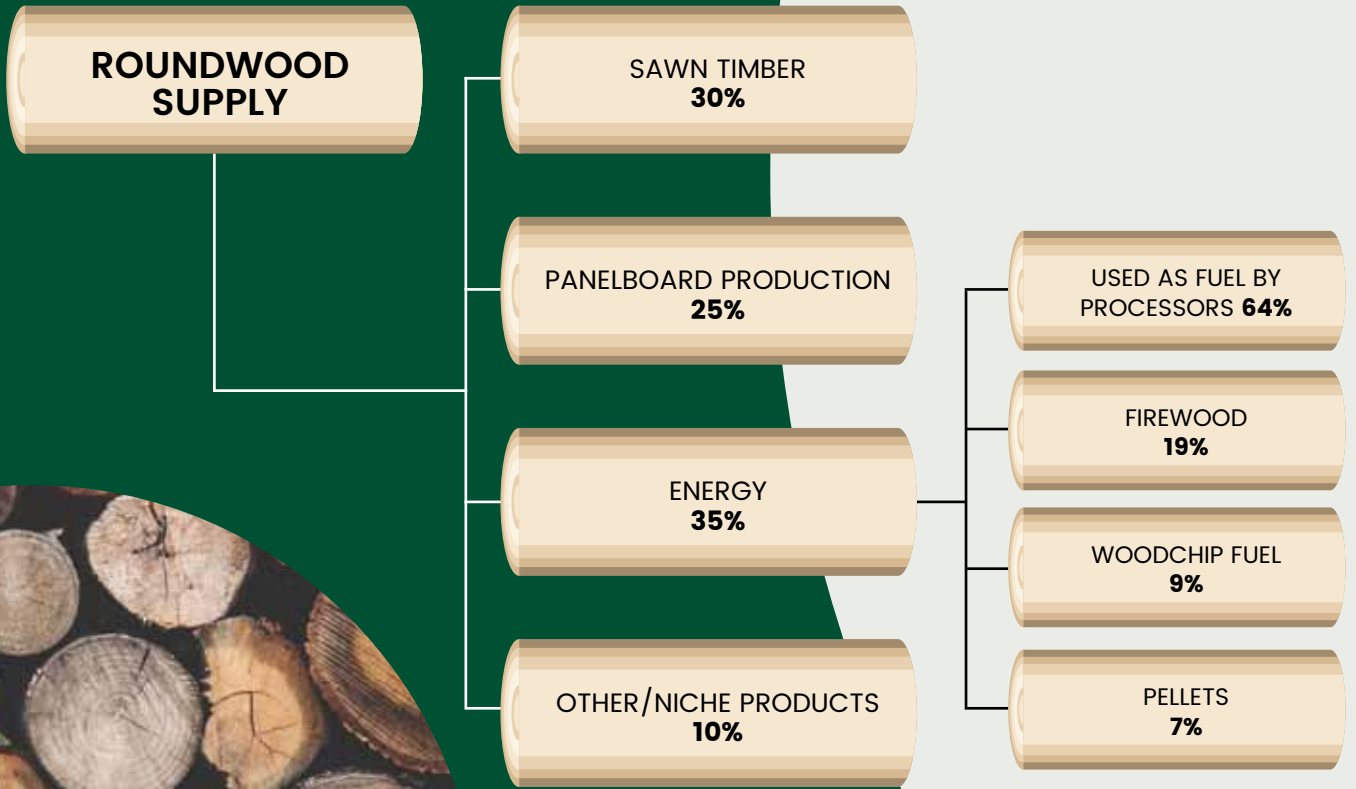 ROUNDWOOD
SUPPLY
SAWN TIMBER
30%
PANELBOARD PRODUCTION
25%
ENERGY
35%
OTHER/NICHE PRODUCTS
10%
USED AS FUEL BY
PROCESSORS 64%
FIREWOOD
19%
WOODCHIP FUEL
9%
PELLETS
7%